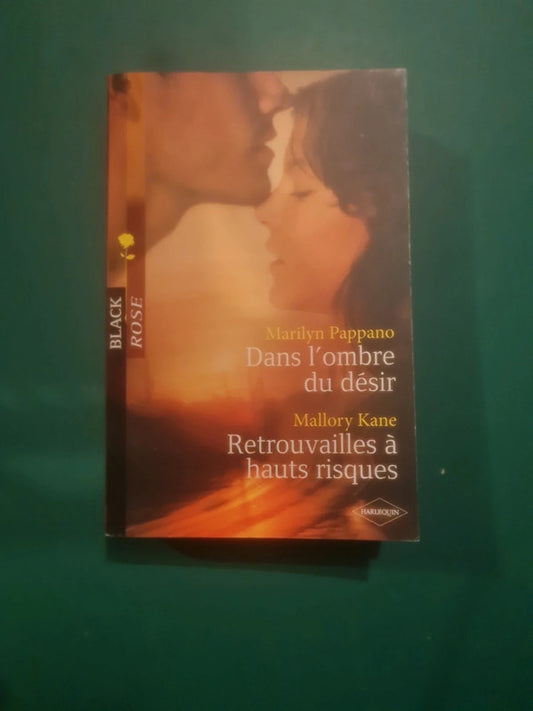 BLACK
ROSE
Marilyn Pappano
Dans l'ombre
du désir
Mallory Kane
Retrouvailles à
hauts risques
HARLEQUIN